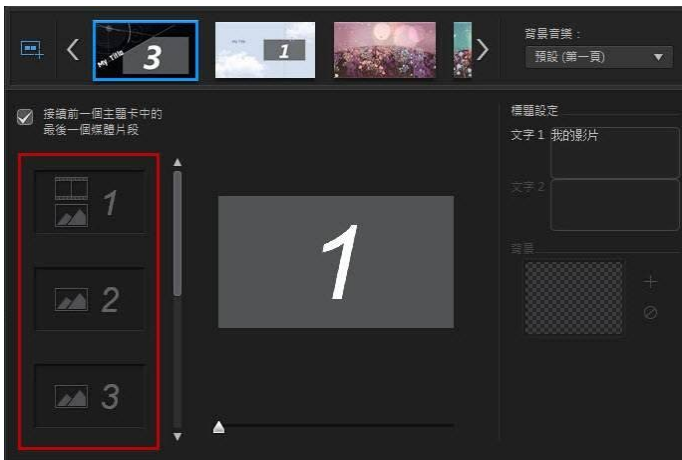 My Title
3
My Title
1
背景音樂：
預設 (第一頁)
接續前一個主題卡中的
最後一個媒體片段
1
2
3
1
標題設定
文字 1 我的影片
文字 2
背景